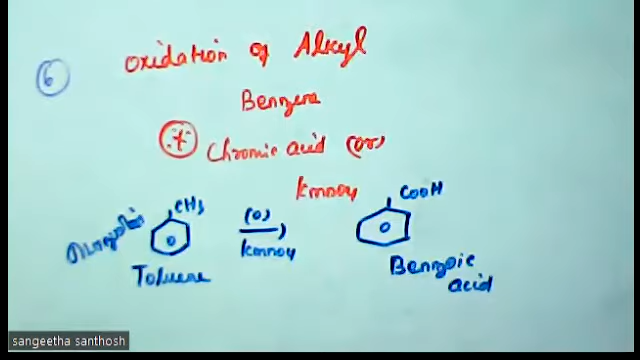 6
oxidation of Alkyl
Benzene
+ Chromic acid (or)
kmno4
CH3
(O)
kmno4
COOH
Toluene
Benzoic
acid
sangeetha santhosh